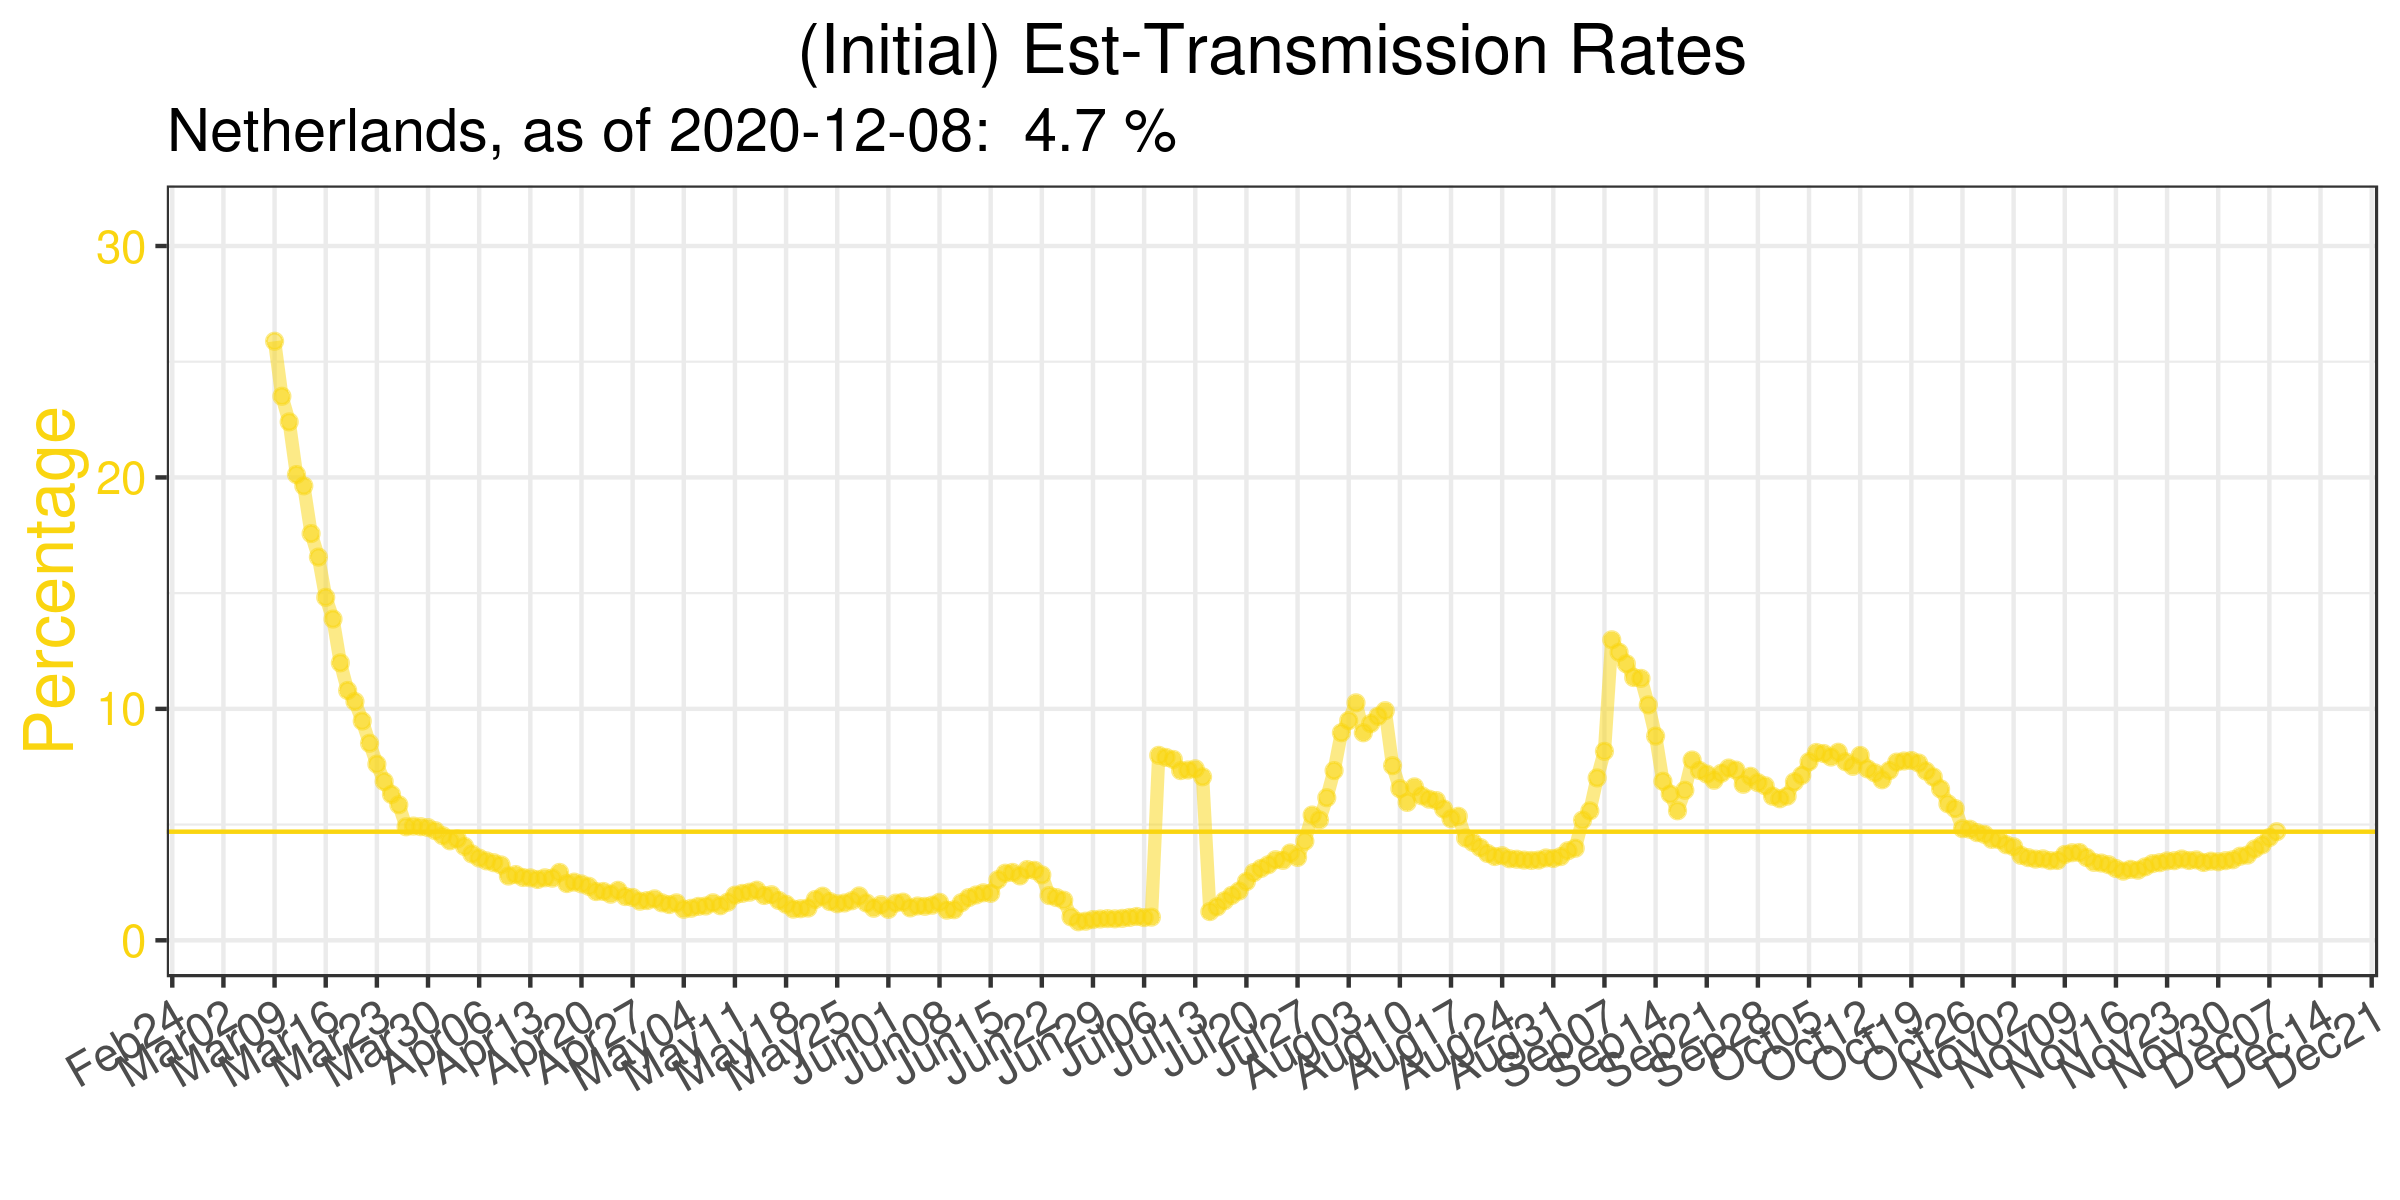 (Initial) Est-Transmission Rates
Netherlands, as of 2020-12-08:  4.7 %
Percentage
30
20
10
0
Feb24
Mar02
Mar09
Mar16
Mar23
Mar30
Apr06
Apr13
Apr20
Apr27
May04
May11
May18
May25
Jun01
Jun08
Jun15
Jun22
Jun29
Jul06
Jul13
Jul20
Jul27
Aug03
Aug10
Aug17
Aug24
Aug31
Sep07
Sep14
Sep21
Sep28
Oct05
Oct12
Oct19
Oct26
Nov02
Nov09
Nov16
Nov23
Nov30
Dec07
Dec14
Dec21